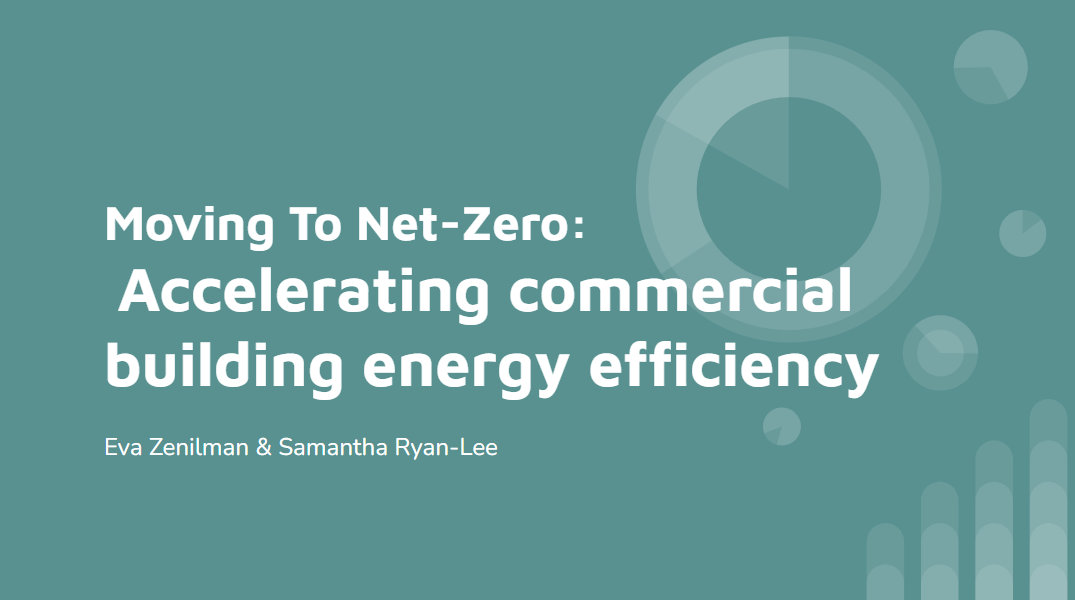 Moving To Net-Zero:
Accelerating commercial
building energy efficiency
Eva Zenilman & Samantha Ryan-Lee